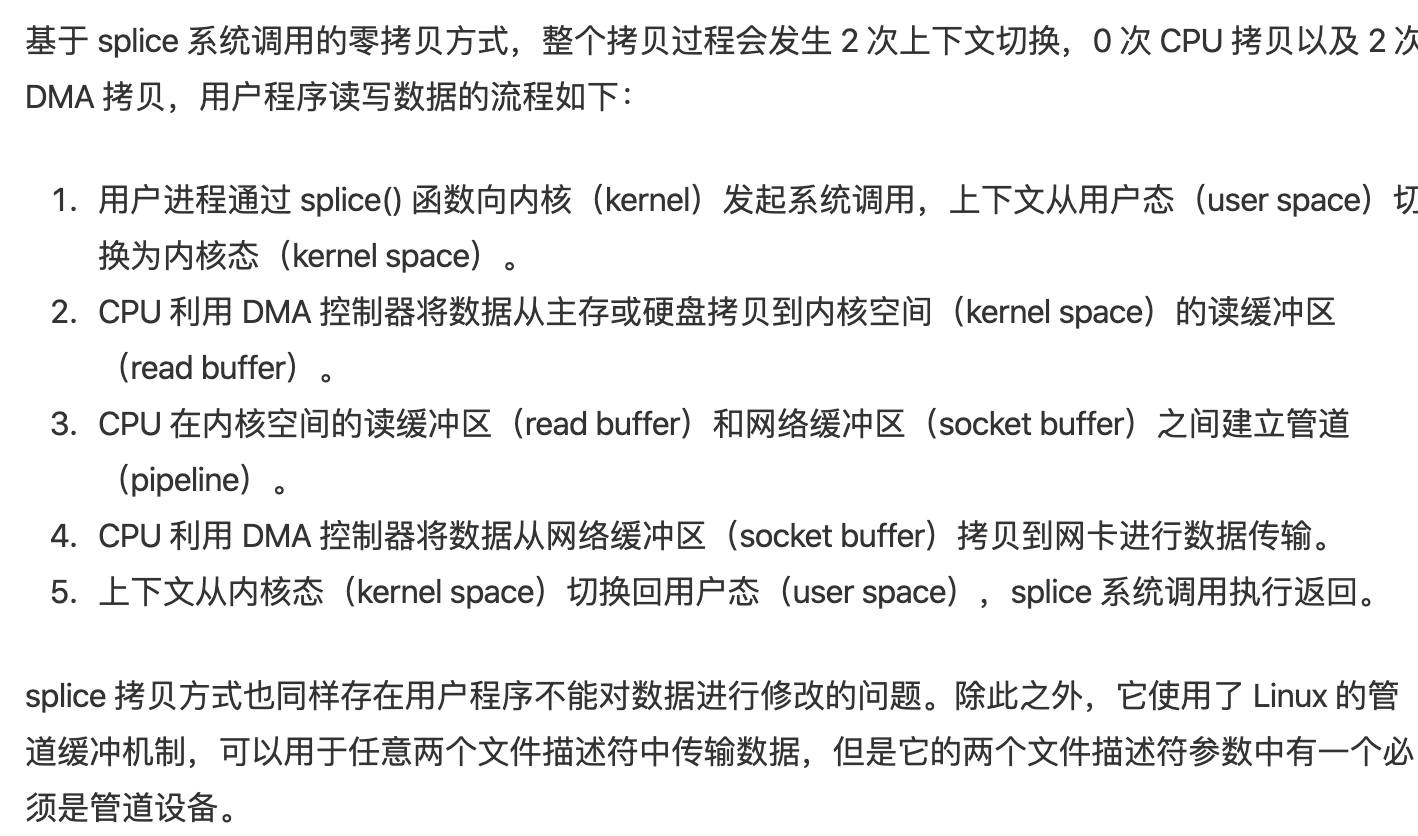 基于 splice 系统调用的零拷贝方式，整个拷贝过程会发生 2 次上下文切换，0 次 CPU 拷贝以及 2 次
DMA 拷贝，用户程序读写数据的流程如下：
1. 用户进程通过 splice() 函数向内核（kernel）发起系统调用，上下文从用户态（user space）切
换为内核态（kernel space）。
2. CPU 利用 DMA 控制器将数据从主存或硬盘拷贝到内核空间（kernel space）的读缓冲区
（read buffer）。
3. CPU 在内核空间的读缓冲区（read buffer）和网络缓冲区（socket buffer）之间建立管道
（pipeline）。
4. CPU 利用 DMA 控制器将数据从网络缓冲区（socket buffer）拷贝到网卡进行数据传输。
5. 上下文从内核态（kernel space）切换回用户态（user space），splice 系统调用执行返回。
splice 拷贝方式也同样存在用户程序不能对数据进行修改的问题。除此之外，它使用了 Linux 的管
道缓冲机制，可以用于任意两个文件描述符中传输数据，但是它的两个文件描述符参数中有一个必
须是管道设备。